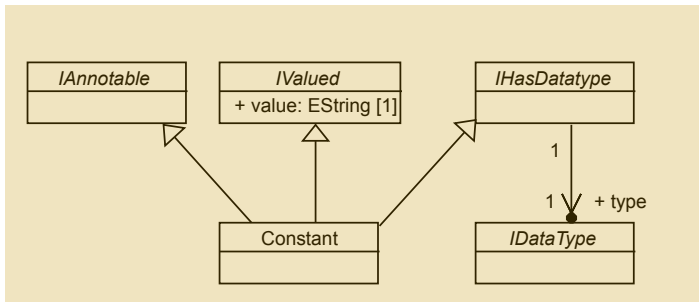 IAnnotable
IValued
+ value: EString [1]
IHasDatatype
1
1
+ type
Constant
IDataType